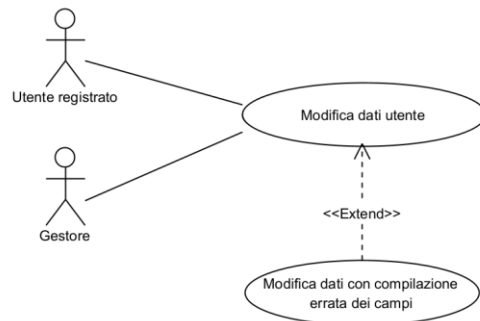 Utente registrato
Modifica dati utente
<<Extend>>
Gestore
Modifica dati con compilazione
errata dei campi